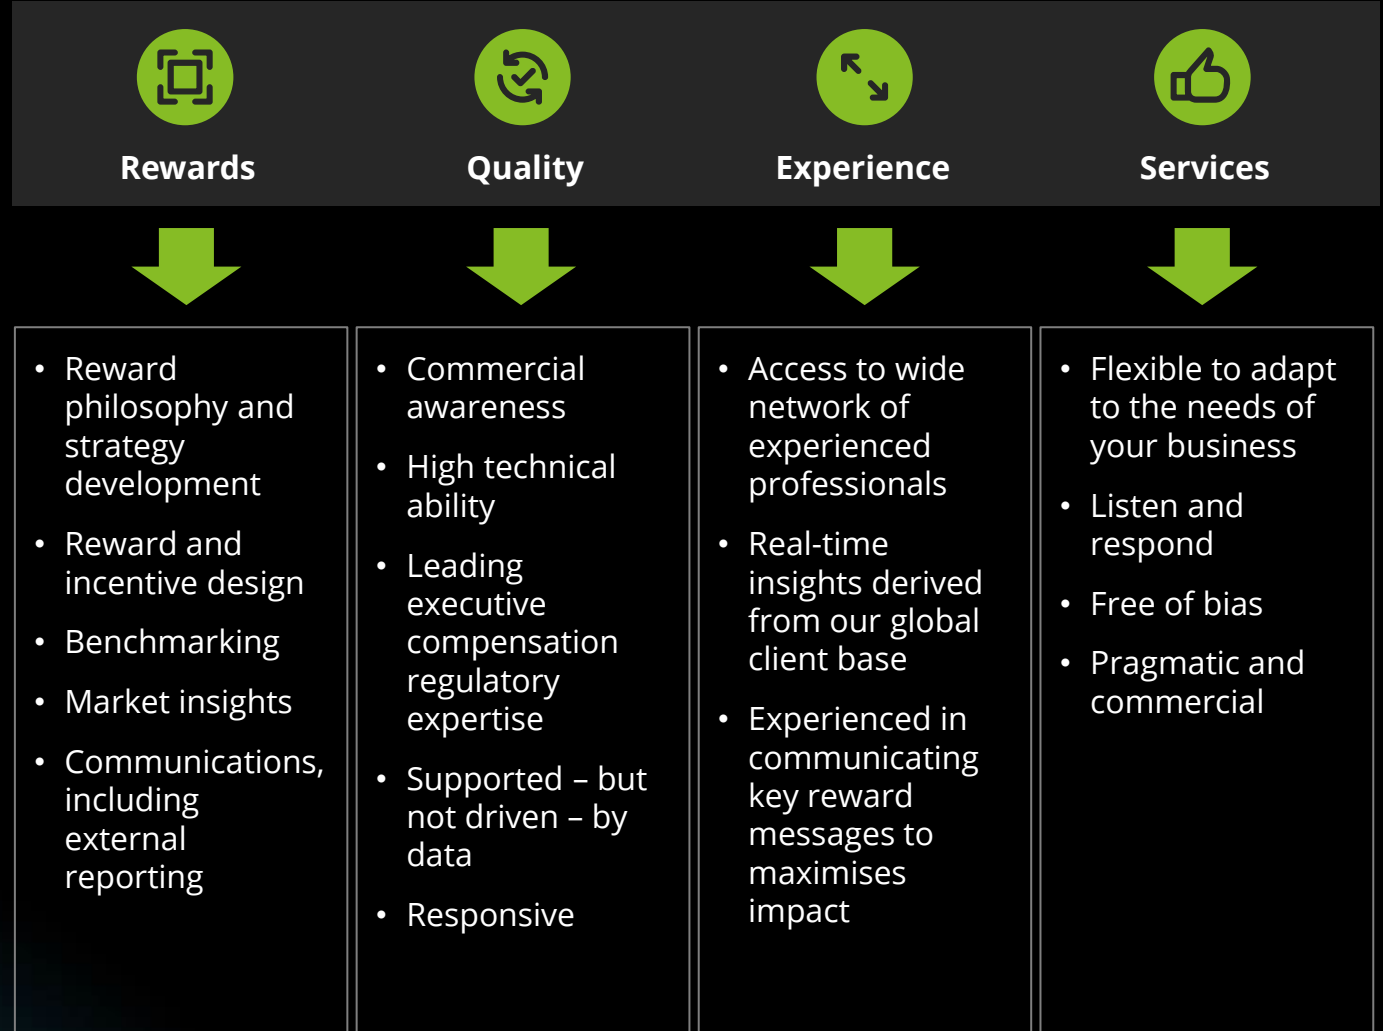 Rewards
Quality
Experience
Services
• Reward
philosophy and
strategy
development
• Reward and
incentive design
• Benchmarking
• Market insights
• Communications,
including
external
reporting
• Commercial
awareness
• High technical
ability
• Leading
executive
compensation
regulatory
expertise
• Supported – but
not driven – by
data
• Responsive
• Access to wide
network of
experienced
professionals
• Real-time
insights derived
from our global
client base
• Experienced in
communicating
key reward
messages to
maximises
impact
• Flexible to adapt
to the needs of
your business
• Listen and
respond
• Free of bias
• Pragmatic and
commercial